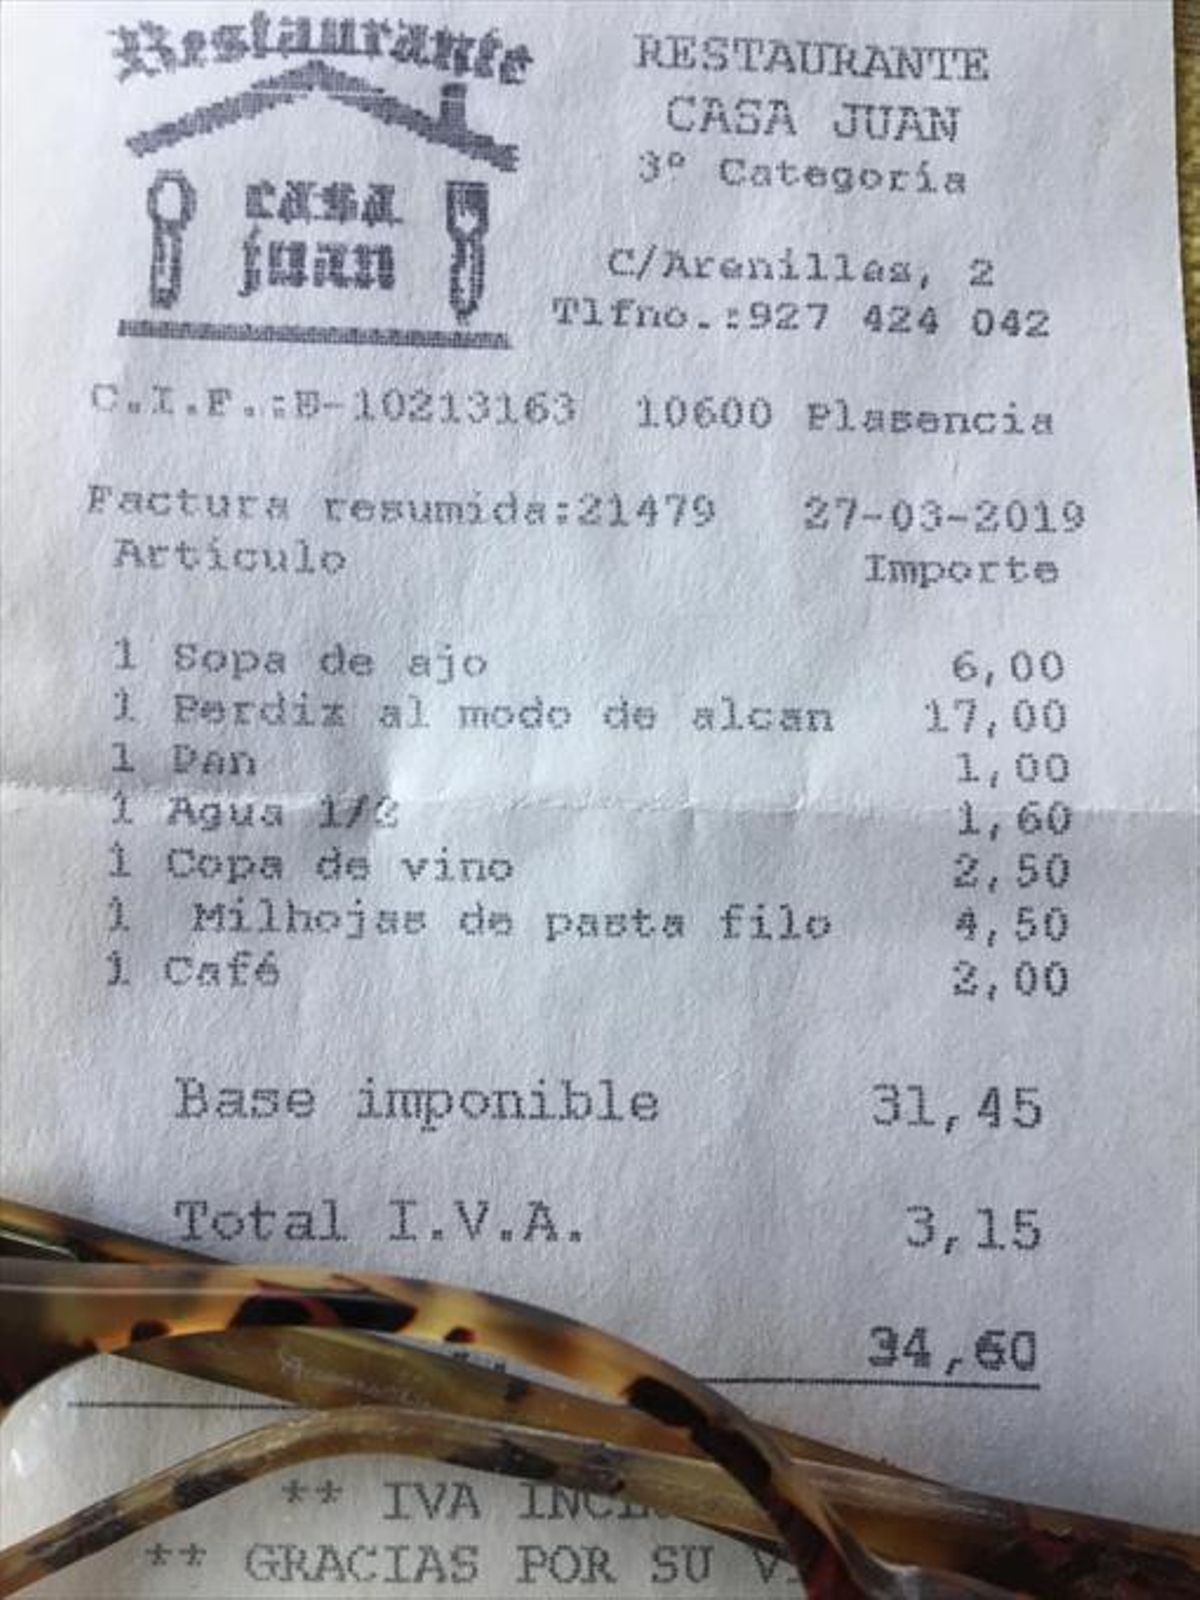 Restaurante
casa
juan
RESTAURANTE
CASA JUAN
3º Categoría
C/Arenillas, 2
Tlfno.:927 424 042
C.I.F.:B-10213163 10600 Plasencia
Factura resumida:21479 27-03-2019
Artículo Importe
1 Sopa de ajo 6,00
1 Perdiz al modo de alcan 17,00
1 Pan 1,00
1 Agua 1/2 1,60
1 Copa de vino 2,50
1 Milhojas de pasta filo 4,50
1 Café 2,00
Base imponible 31,45
Total I.V.A. 3,15
34,60
** IVA
** GRACIAS POR SU